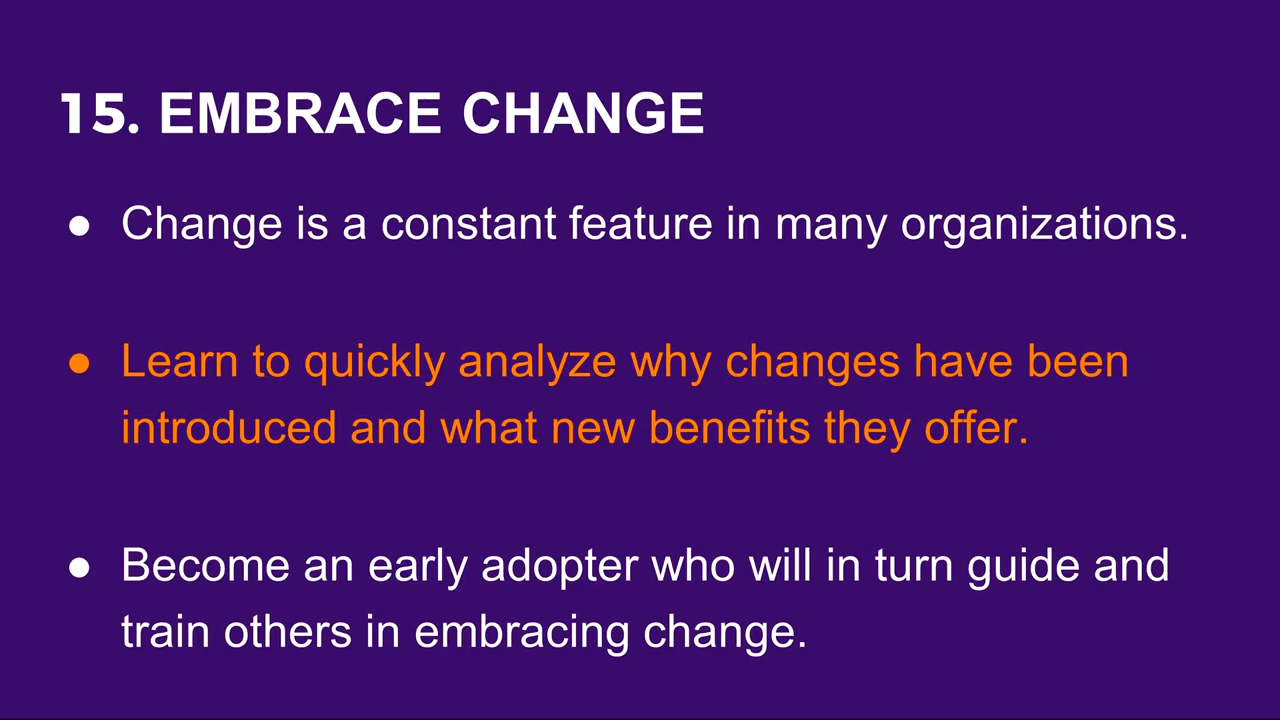 15. EMBRACE CHANGE
● Change is a constant feature in many organizations.
● Learn to quickly analyze why changes have been
introduced and what new benefits they offer.
● Become an early adopter who will in turn guide and
train others in embracing change.